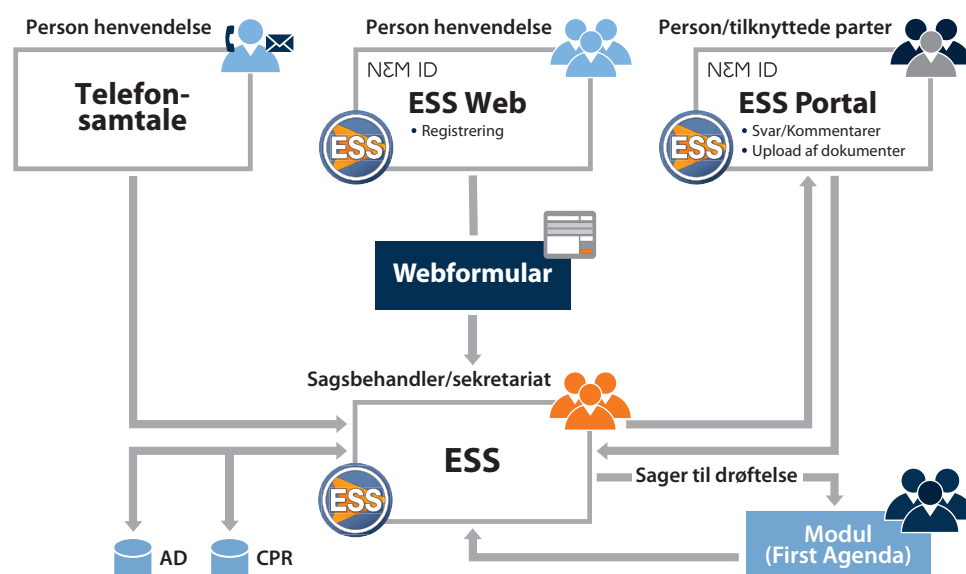 Person henvendelse
Telefon-
samtale
Person henvendelse
NEM ID
ESS Web
• Registrering
ESS
Person/tilknyttede parter
NEM ID
ESS Portal
• Svar/Kommentarer
• Upload af dokumenter
ESS
Webformular
Sagsbehandler/sekretariat
ESS
ESS
Sager til drøftelse
Modul
(First Agenda)
AD
CPR